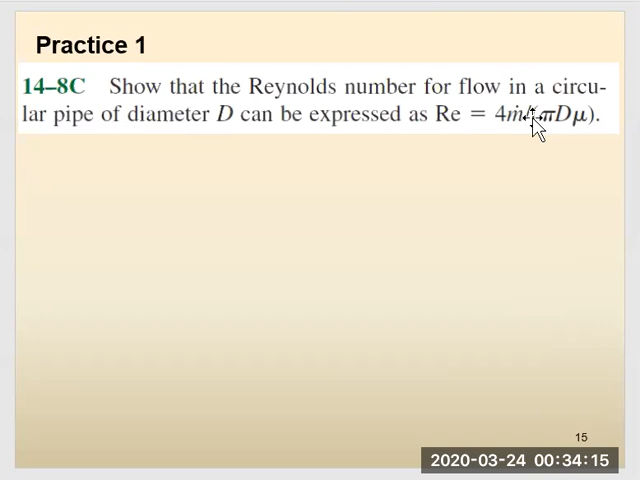 Practice 1
14–8C Show that the Reynolds number for flow in a circu-
lar pipe of diameter D can be expressed as Re = 4ṁ/(πDμ).
15
2020-03-24 00:34:15